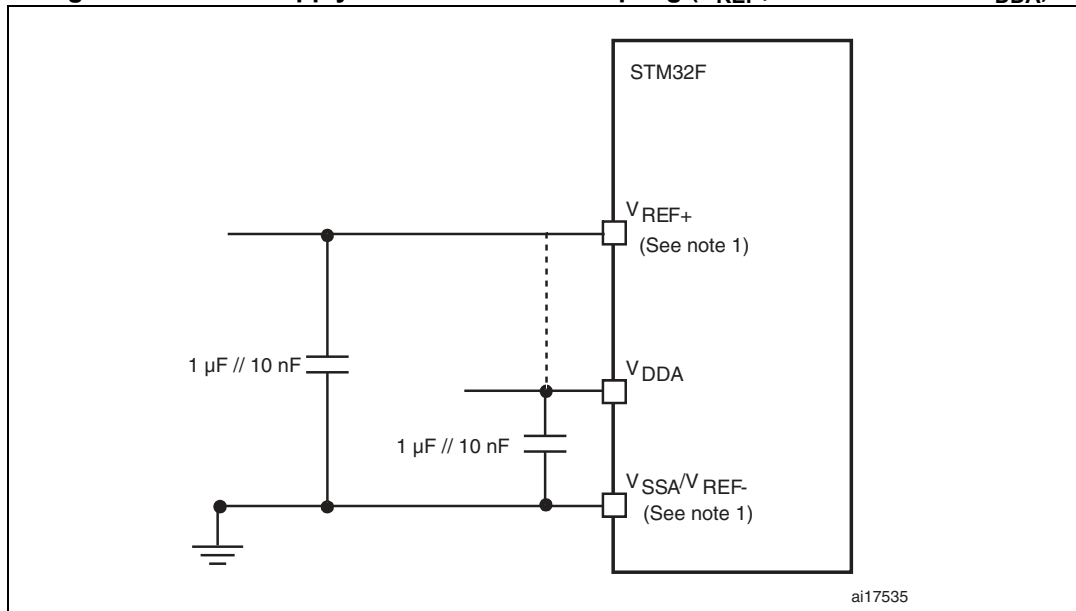 supply
STM32F
VREF+
(See note 1)
1 µF // 10 nF
VDDA
1 µF // 10 nF
VSSA/VREF-
(See note 1)
ai17535